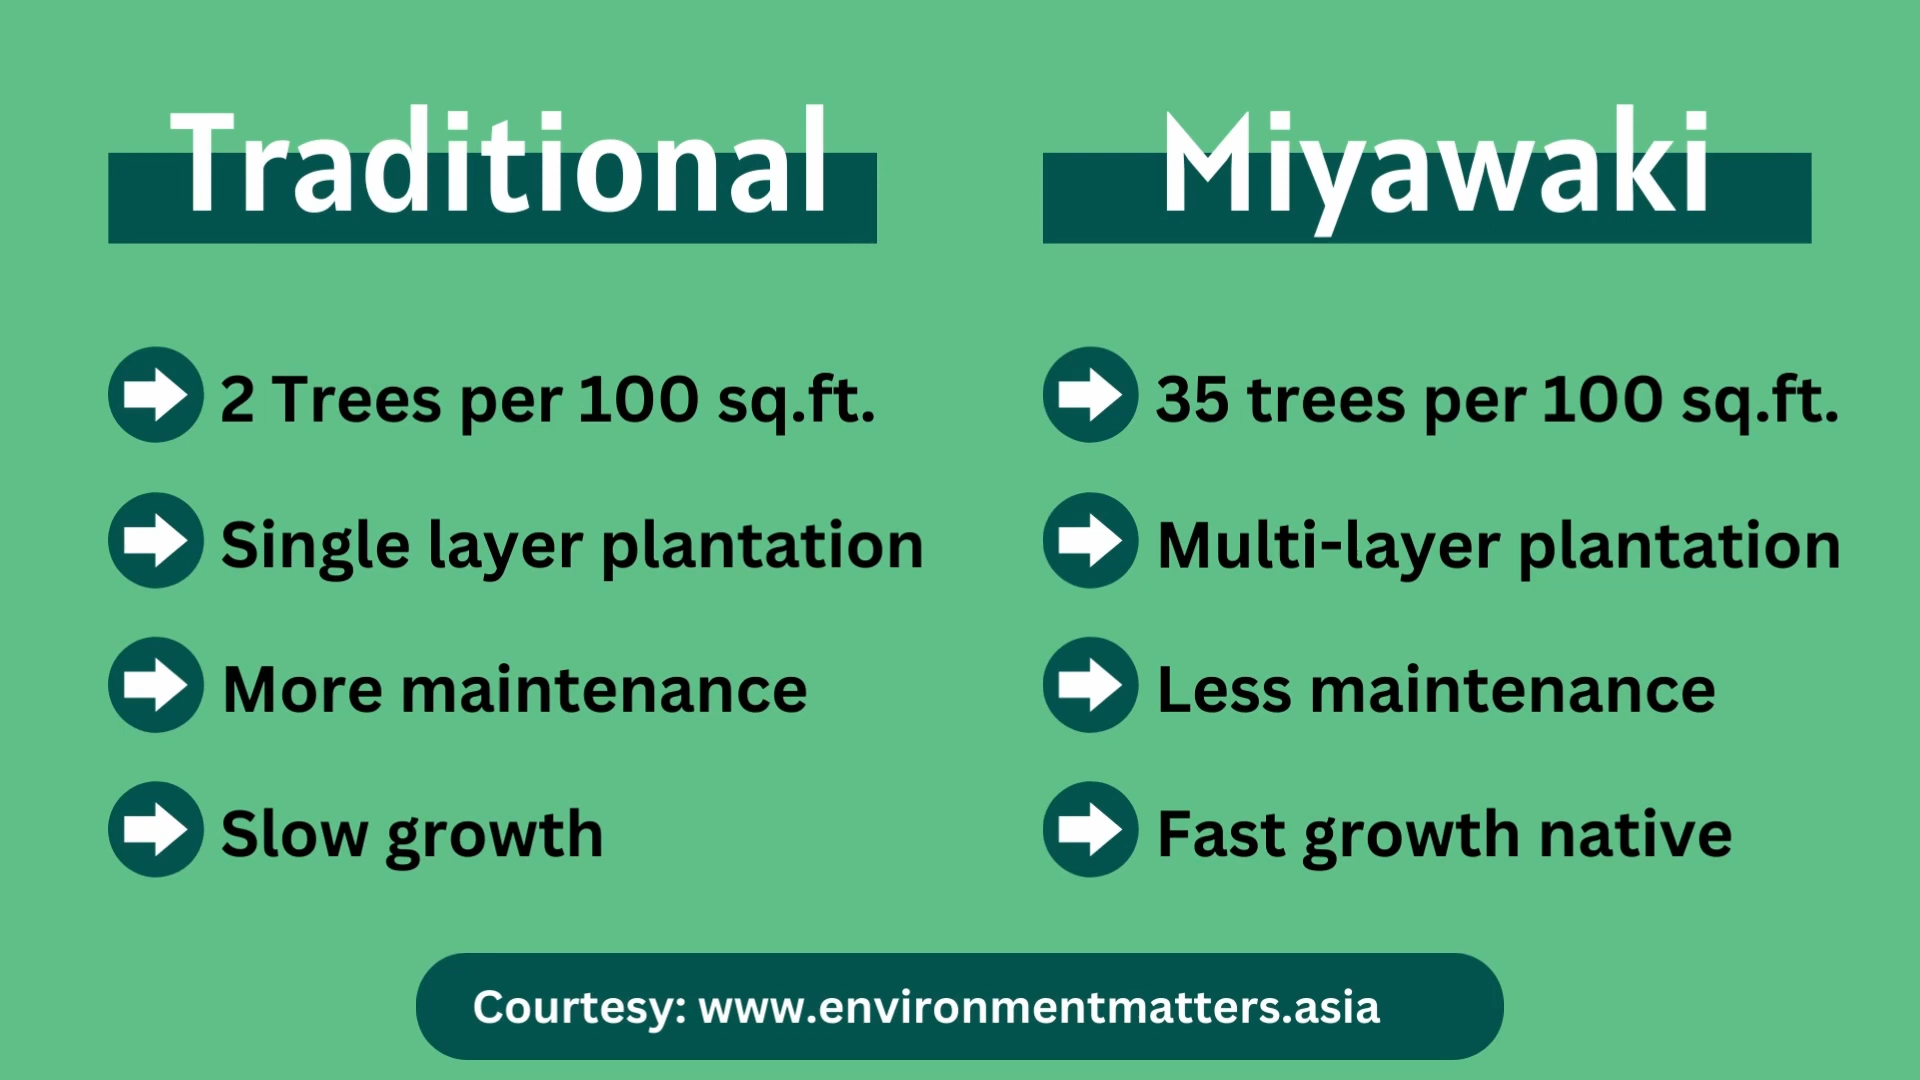 Traditional
2 Trees per 100 sq.ft.
Single layer plantation
More maintenance
Slow growth
Miyawaki
35 trees per 100 sq.ft.
Multi-layer plantation
Less maintenance
Fast growth native
Courtesy: www.environmentmatters.asia